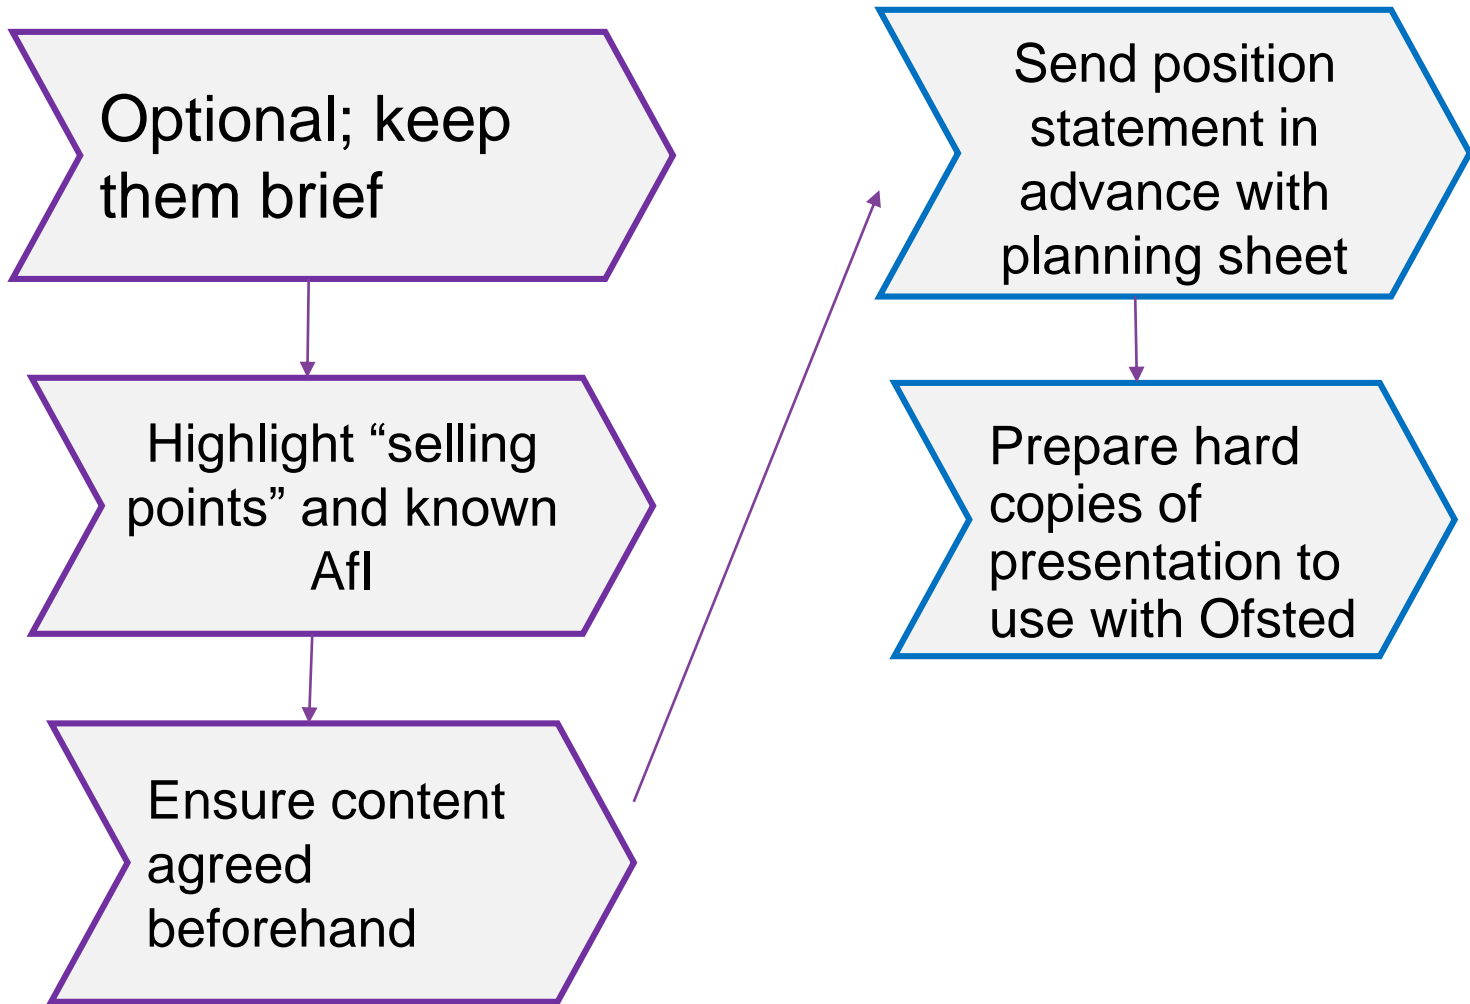 Optional; keep
them brief
Highlight “selling
points” and known
AfI
Ensure content
agreed
beforehand
Send position
statement in
advance with
planning sheet
Prepare hard
copies of
presentation to
use with Ofsted